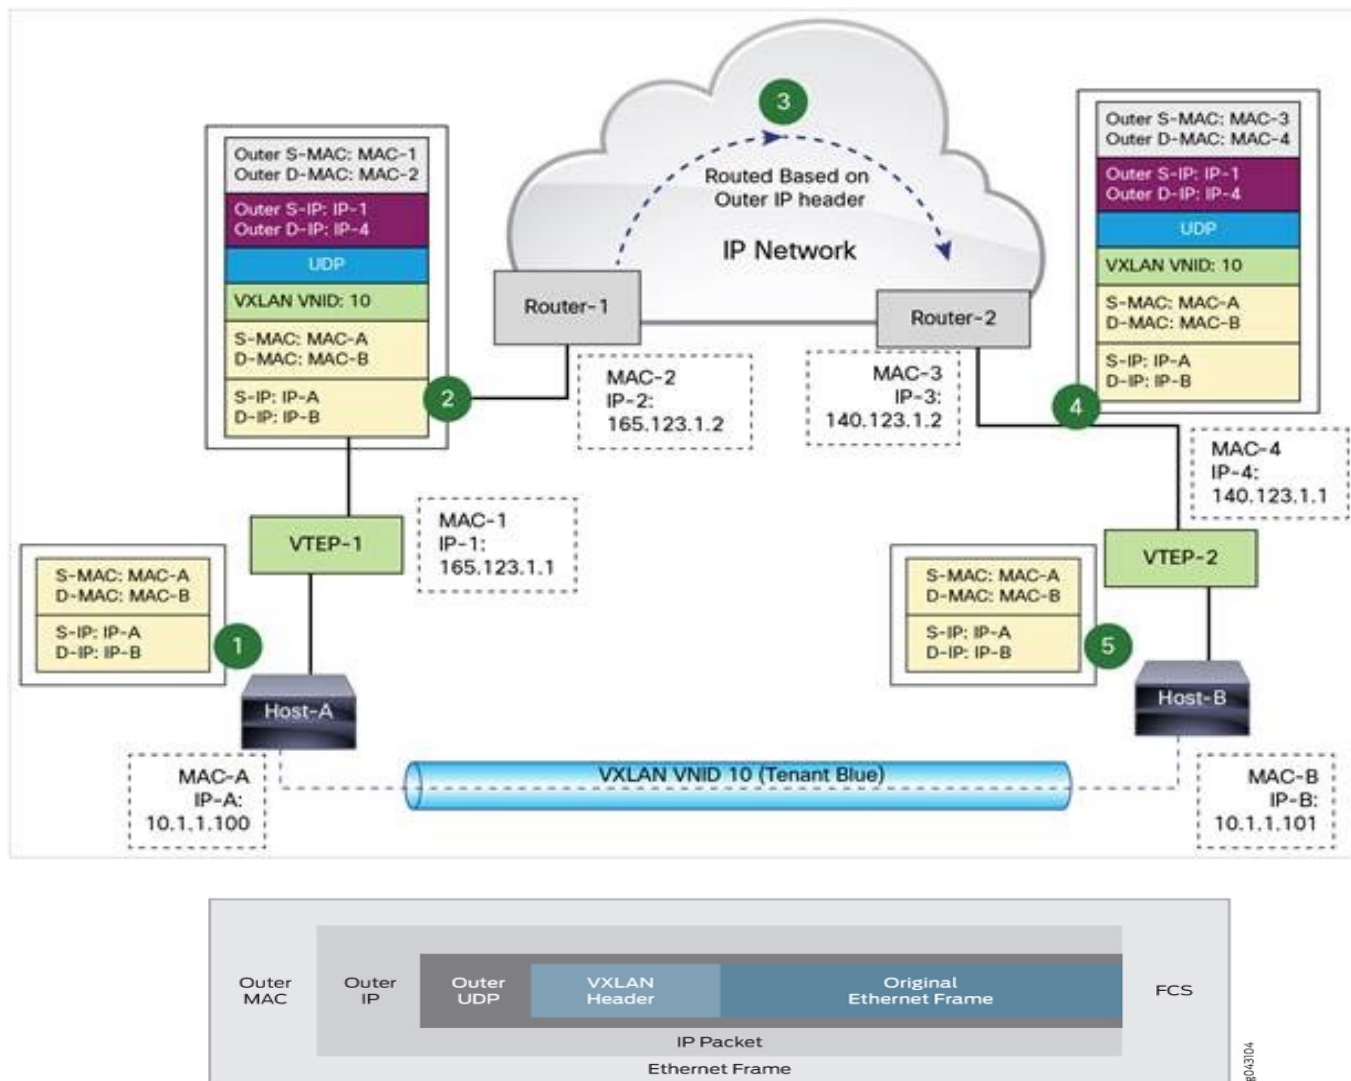 3
Routed Based on
Outer IP header
IP Network
Outer S-MAC: MAC-1
Outer D-MAC: MAC-2
Outer S-IP: IP-1
Outer D-IP: IP-4
UDP
VXLAN VNID: 10
S-MAC: MAC-A
D-MAC: MAC-B
S-IP: IP-A
D-IP: IP-B
2
Router-1
MAC-2
IP-2:
165.123.1.2
Router-2
MAC-3
IP-3:
140.123.1.2
Outer S-MAC: MAC-3
Outer D-MAC: MAC-4
Outer S-IP: IP-1
Outer D-IP: IP-4
UDP
VXLAN VNID: 10
S-MAC: MAC-A
D-MAC: MAC-B
S-IP: IP-A
D-IP: IP-B
4
MAC-4
IP-4:
140.123.1.1
VTEP-1
MAC-1
IP-1:
165.123.1.1
VTEP-2
S-MAC: MAC-A
D-MAC: MAC-B
S-IP: IP-A
D-IP: IP-B
1
S-MAC: MAC-A
D-MAC: MAC-B
S-IP: IP-A
D-IP: IP-B
5
Host-A
Host-B
MAC-A
IP-A:
10.1.1.100
VXLAN VNID 10 (Tenant Blue)
MAC-B
IP-B:
10.1.1.101
Outer
MAC
Outer
IP
Outer
UDP
VXLAN
Header
Original
Ethernet Frame
FCS
IP Packet
Ethernet Frame
g043104